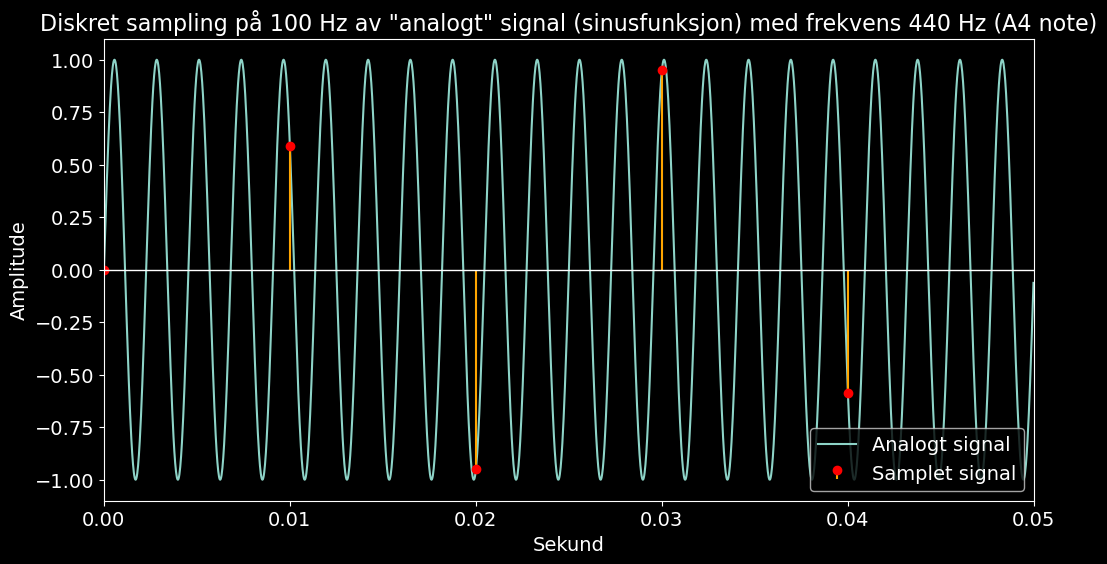 Diskret sampling på 100 Hz av "analogt" signal (sinusfunksjon) med frekvens 440 Hz (A4 note)
1.00
0.75
0.50
0.25
0.00
−0.25
−0.50
−0.75
−1.00
Amplitude
Analogt signal
Samplet signal
0.00 0.01 0.02 0.03 0.04 0.05
Sekund